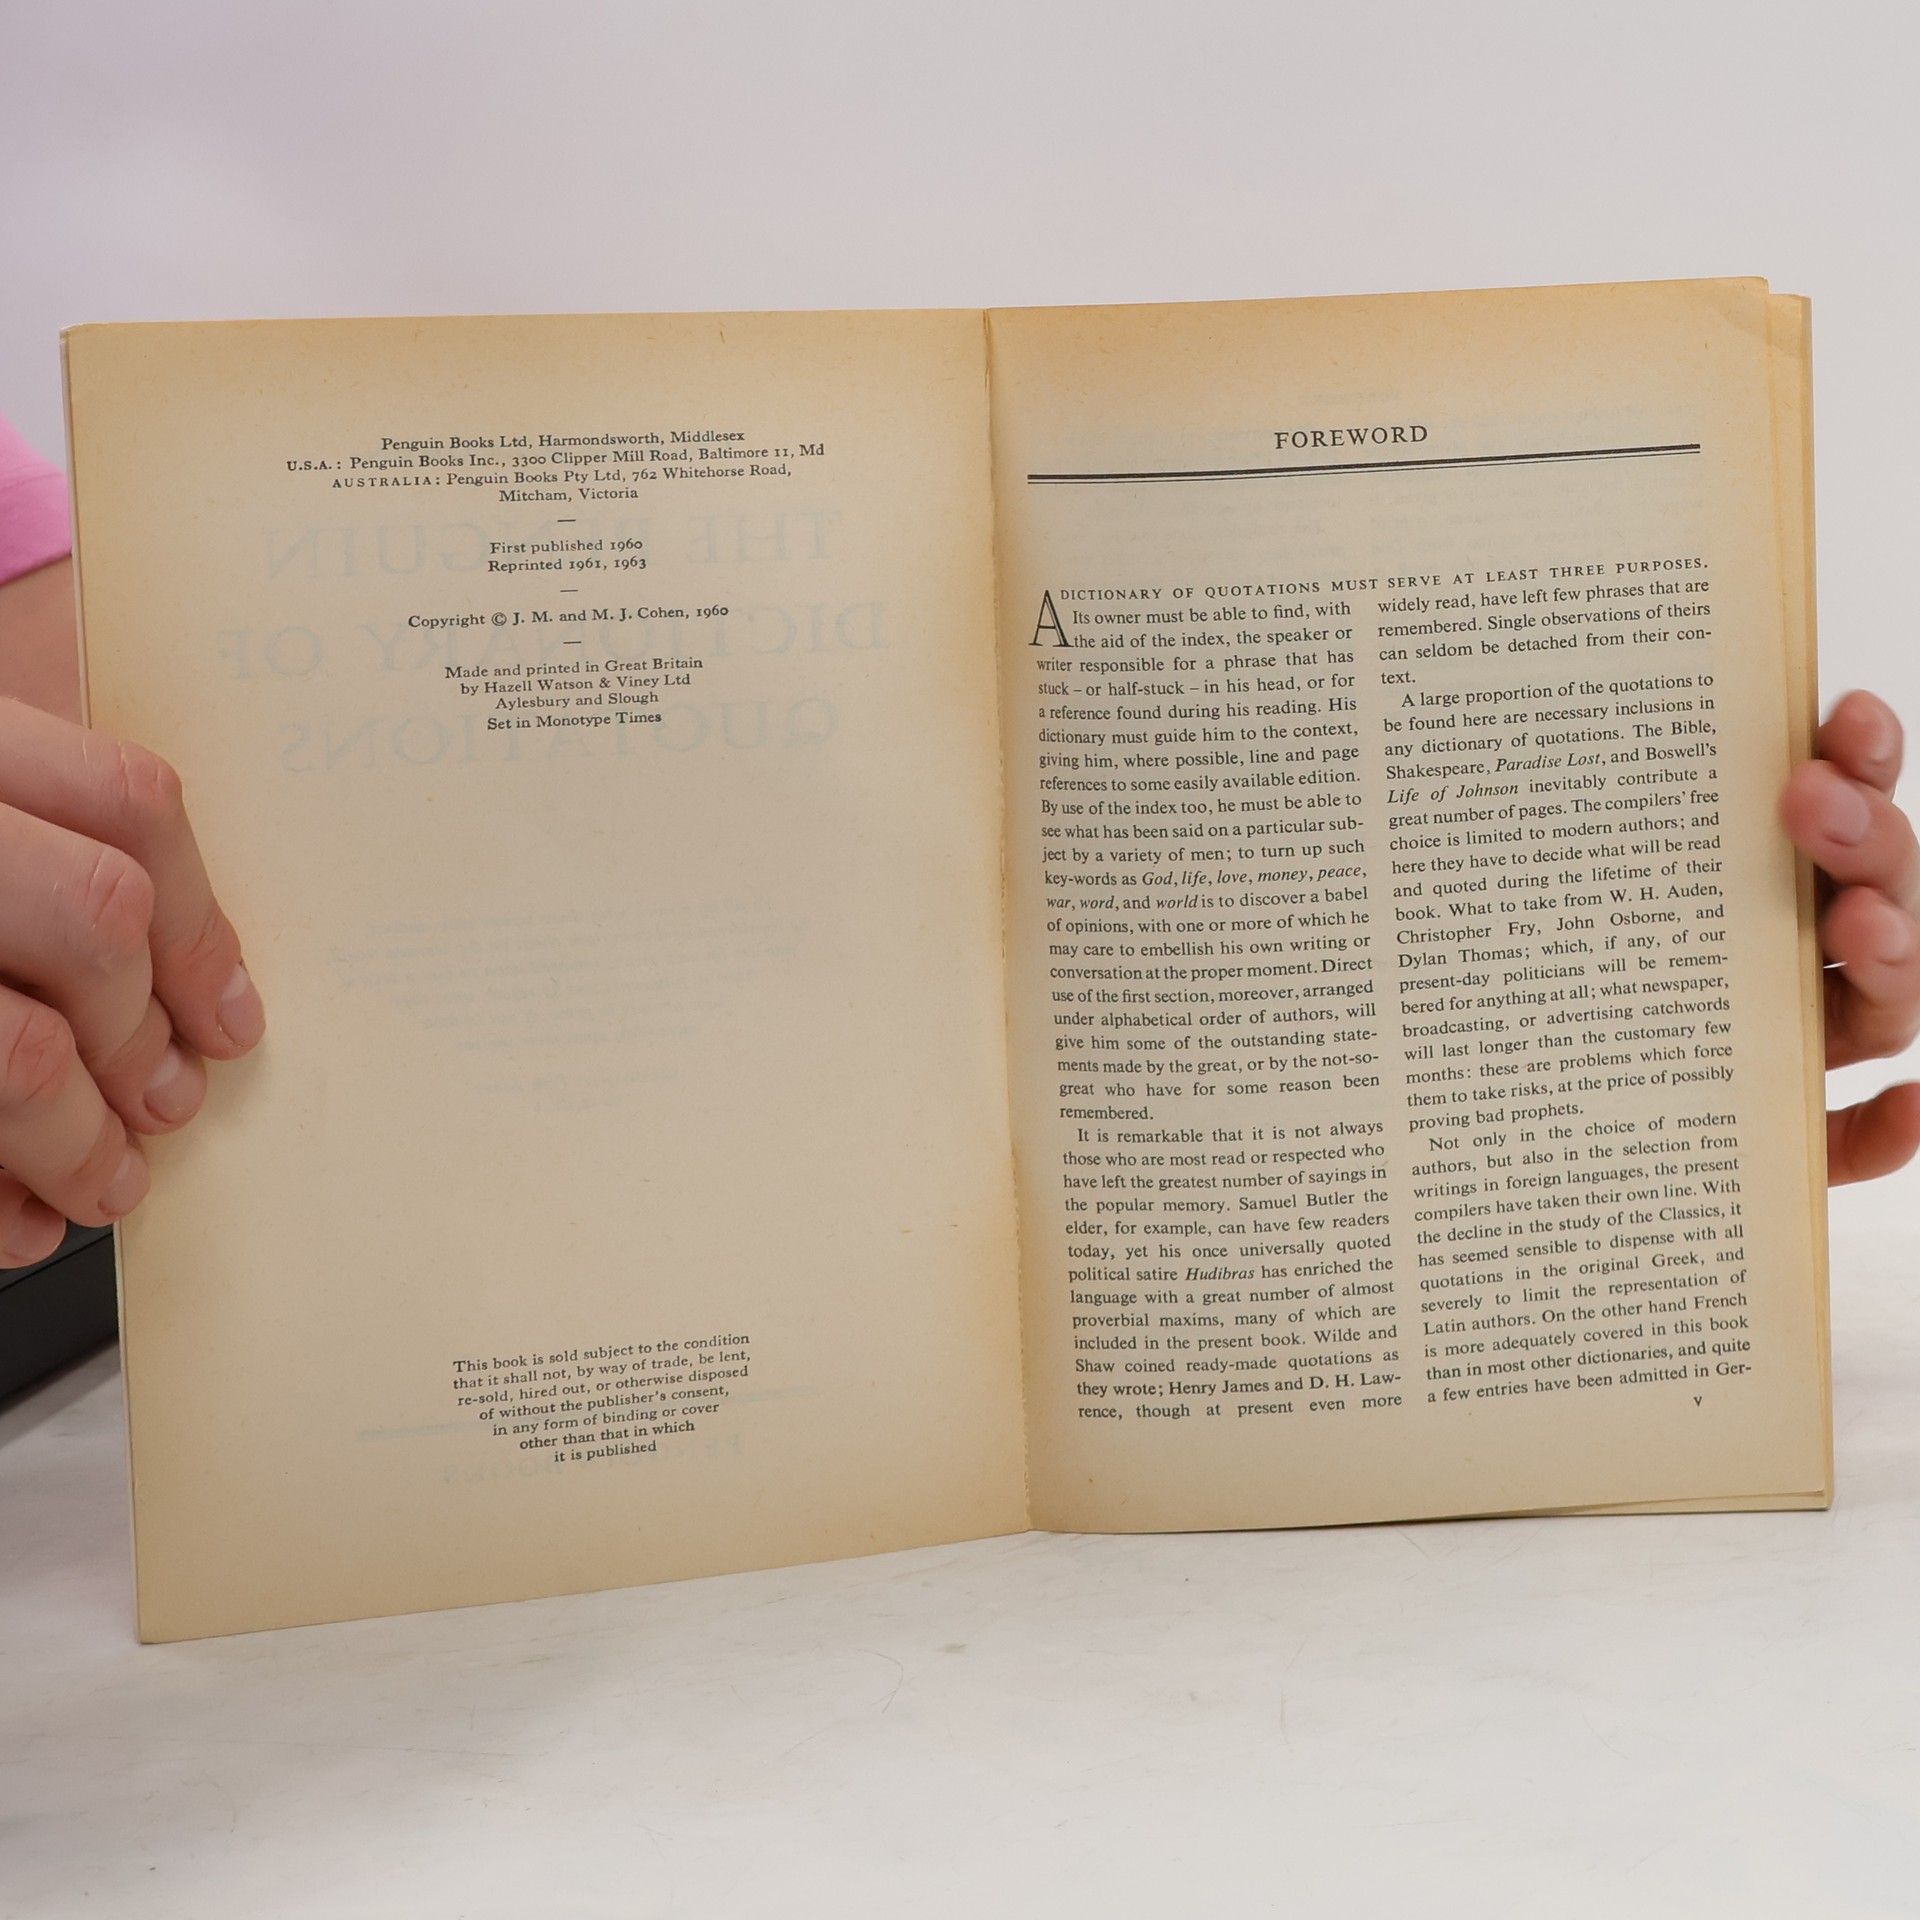 Penguin Books Ltd, Harmondsworth, Middlesex
U.S.A.: Penguin Books Inc., 3300 Clipper Mill Road, Baltimore 11, Md
AUSTRALIA: Penguin Books Pty Ltd, 762 Whitehorse Road,
Mitcham, Victoria
—
First published 1960
Reprinted 1961, 1963
—
Copyright © J. M. and M. J. Cohen, 1960
—
Made and printed in Great Britain
by Hazell Watson & Viney Ltd
Aylesbury and Slough
Set in Monotype Times
This book is sold subject to the condition
that it shall not, by way of trade, be lent,
re-sold, hired out, or otherwise disposed
of without the publisher's consent,
in any form of binding or cover
other than that in which
it is published
FOREWORD
A DICTIONARY OF QUOTATIONS MUST SERVE AT LEAST THREE PURPOSES.
Its owner must be able to find, with
the aid of the index, the speaker or
writer responsible for a phrase that has
stuck – or half-stuck – in his head, or for
a reference found during his reading. His
dictionary must guide him to the context,
giving him, where possible, line and page
references to some easily available edition.
By use of the index too, he must be able to
see what has been said on a particular sub-
ject by a variety of men; to turn up such
key-words as God, life, love, money, peace,
war, word, and world is to discover a babel
of opinions, with one or more of which he
may care to embellish his own writing or
conversation at the proper moment. Direct
use of the first section, moreover, arranged
under alphabetical order of authors, will
give him some of the outstanding state-
ments made by the great, or by the not-so-
great who have for some reason been
remembered.
It is remarkable that it is not always
those who are most read or respected who
have left the greatest number of sayings in
the popular memory. Samuel Butler the
elder, for example, can have few readers
today, yet his once universally quoted
political satire Hudibras has enriched the
language with a great number of almost
proverbial maxims, many of which are
included in the present book. Wilde and
Shaw coined ready-made quotations as
they wrote; Henry James and D. H. Law-
rence, though at present even more
widely read, have left few phrases that are
remembered. Single observations of theirs
can seldom be detached from their con-
text.
A large proportion of the quotations to
be found here are necessary inclusions in
any dictionary of quotations. The Bible,
Shakespeare, Paradise Lost, and Boswell's
Life of Johnson inevitably contribute a
great number of pages. The compilers' free
choice is limited to modern authors; and
here they have to decide what will be read
and quoted during the lifetime of their
book. What to take from W. H. Auden,
Christopher Fry, John Osborne, and
Dylan Thomas; which, if any, of our
present-day politicians will be remem-
bered for anything at all; what newspaper,
broadcasting, or advertising catchwords
will last longer than the customary few
months: these are problems which force
them to take risks, at the price of possibly
proving bad prophets.
Not only in the choice of modern
authors, but also in the selection from
writings in foreign languages, the present
compilers have taken their own line. With
the decline in the study of the Classics, it
has seemed sensible to dispense with all
quotations in the original Greek, and
severely to limit the representation of
Latin authors. On the other hand French
is more adequately covered in this book
than in most other dictionaries, and quite
a few entries have been admitted in Ger-
v